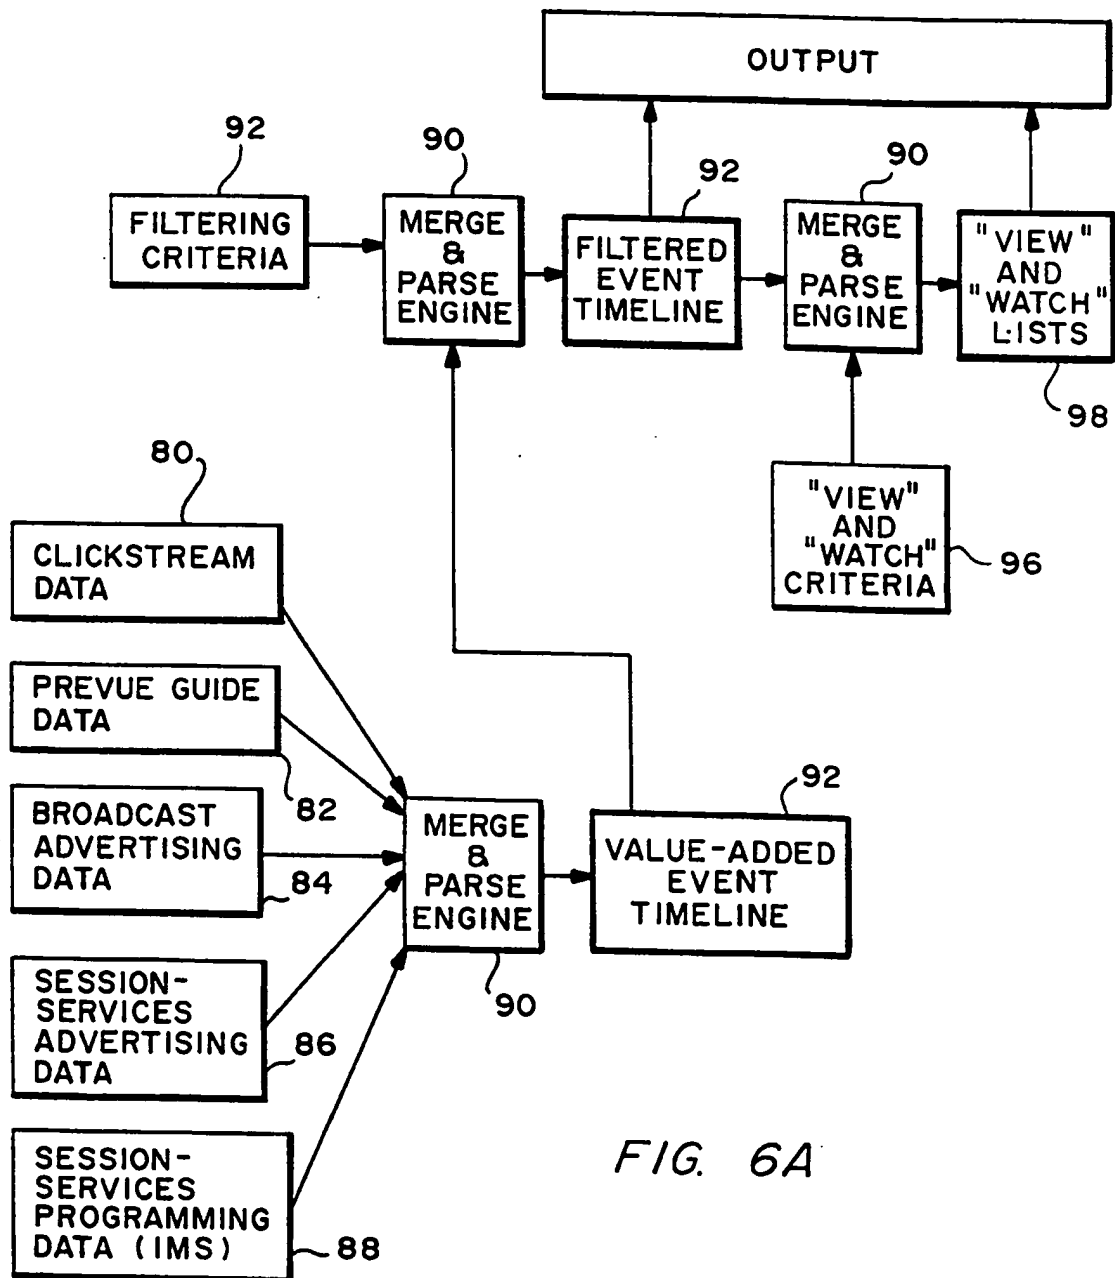 OUTPUT
92
FILTERING
CRITERIA
90
MERGE
&
PARSE
ENGINE
92
FILTERED
EVENT
TIMELINE
90
MERGE
&
PARSE
ENGINE
"VIEW"
AND
"WATCH"
L·ISTS
98
"VIEW"
AND
"WATCH"
CRITERIA
96
80
CLICKSTREAM
DATA
PREVUE GUIDE
DATA
82
BROADCAST
ADVERTISING
DATA
84
SESSION-
SERVICES
ADVERTISING
DATA
86
SESSION-
SERVICES
PROGRAMMING
DATA (IMS)
88
MERGE
&
PARSE
ENGINE
90
92
VALUE-ADDED
EVENT
TIMELINE
FIG. 6A